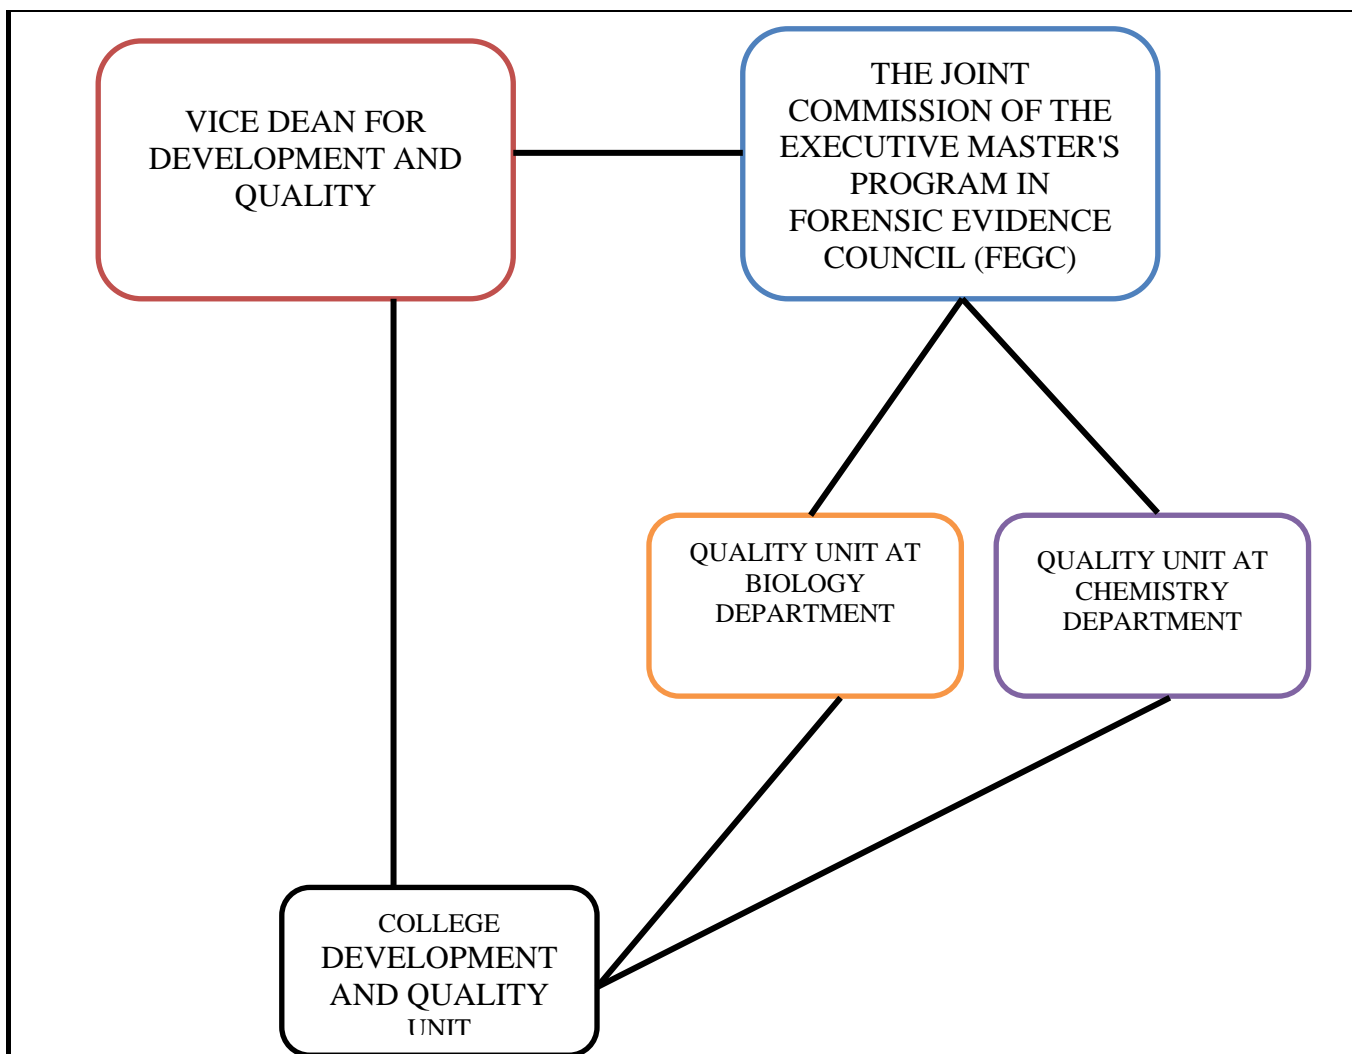 VICE DEAN FOR
DEVELOPMENT AND
QUALITY
THE JOINT
COMMISSION OF THE
EXECUTIVE MASTER'S
PROGRAM IN
FORENSIC EVIDENCE
COUNCIL (FEGC)
QUALITY UNIT AT
BIOLOGY
DEPARTMENT
QUALITY UNIT AT
CHEMISTRY
DEPARTMENT
COLLEGE
DEVELOPMENT
AND QUALITY
UNIT